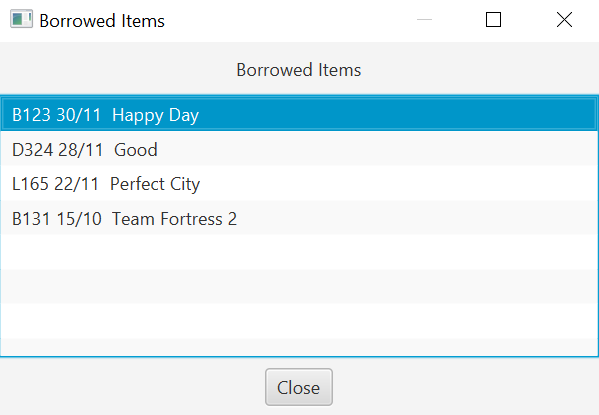 Borrowed Items
Borrowed Items
B123 30/11 Happy Day
D324 28/11 Good
L165 22/11 Perfect City
B131 15/10 Team Fortress 2
Close